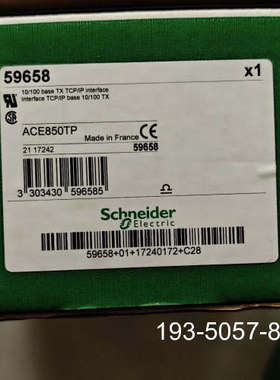 59658
x1
10/100 base TX TCP/IP interface
Interface TCP/IP base 10/100 TX
ACE850TP
Made in France
CE
21 17242
59658
3 303430 596585
Schneider
Electric
59658+01+17240172+C28
193-5057-8